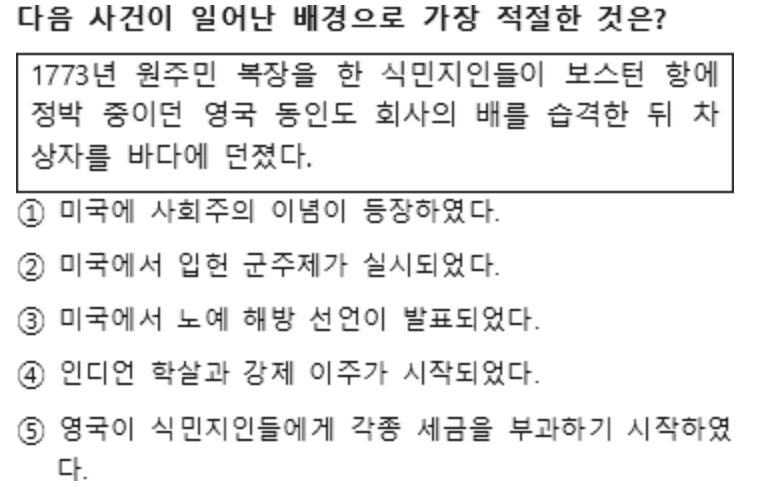 다음 사건이 일어난 배경으로 가장 적절한 것은?
1773년 원주민 복장을 한 식민지인들이 보스턴 항에
정박 중이던 영국 동인도 회사의 배를 습격한 뒤 차
상자를 바다에 던졌다.
① 미국에 사회주의 이념이 등장하였다.
② 미국에서 입헌 군주제가 실시되었다.
③ 미국에서 노예 해방 선언이 발표되었다.
④ 인디언 학살과 강제 이주가 시작되었다.
⑤ 영국이 식민지인들에게 각종 세금을 부과하기 시작하였
다.